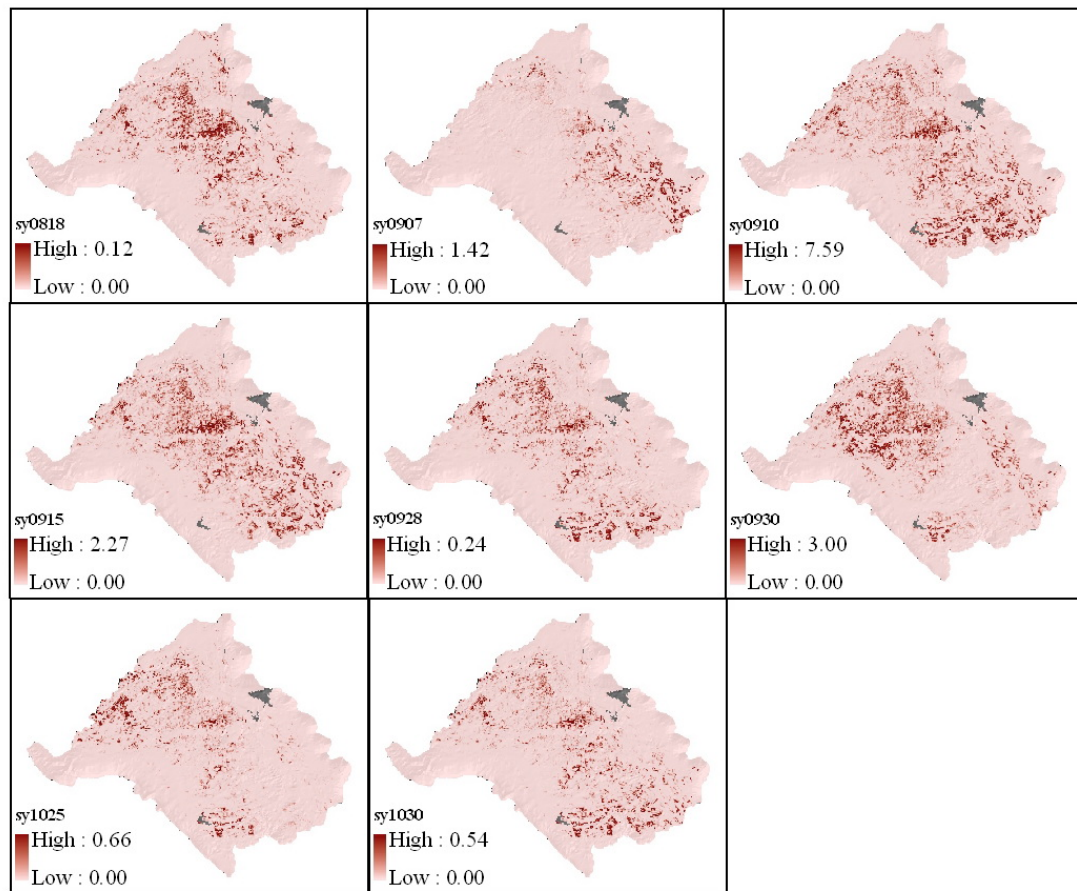 sy0818
High : 0.12
Low : 0.00
sy0907
High : 1.42
Low : 0.00
sy0910
High : 7.59
Low : 0.00
sy0915
High : 2.27
Low : 0.00
sy0928
High : 0.24
Low : 0.00
sy0930
High : 3.00
Low : 0.00
sy1025
High : 0.66
Low : 0.00
sy1030
High : 0.54
Low : 0.00